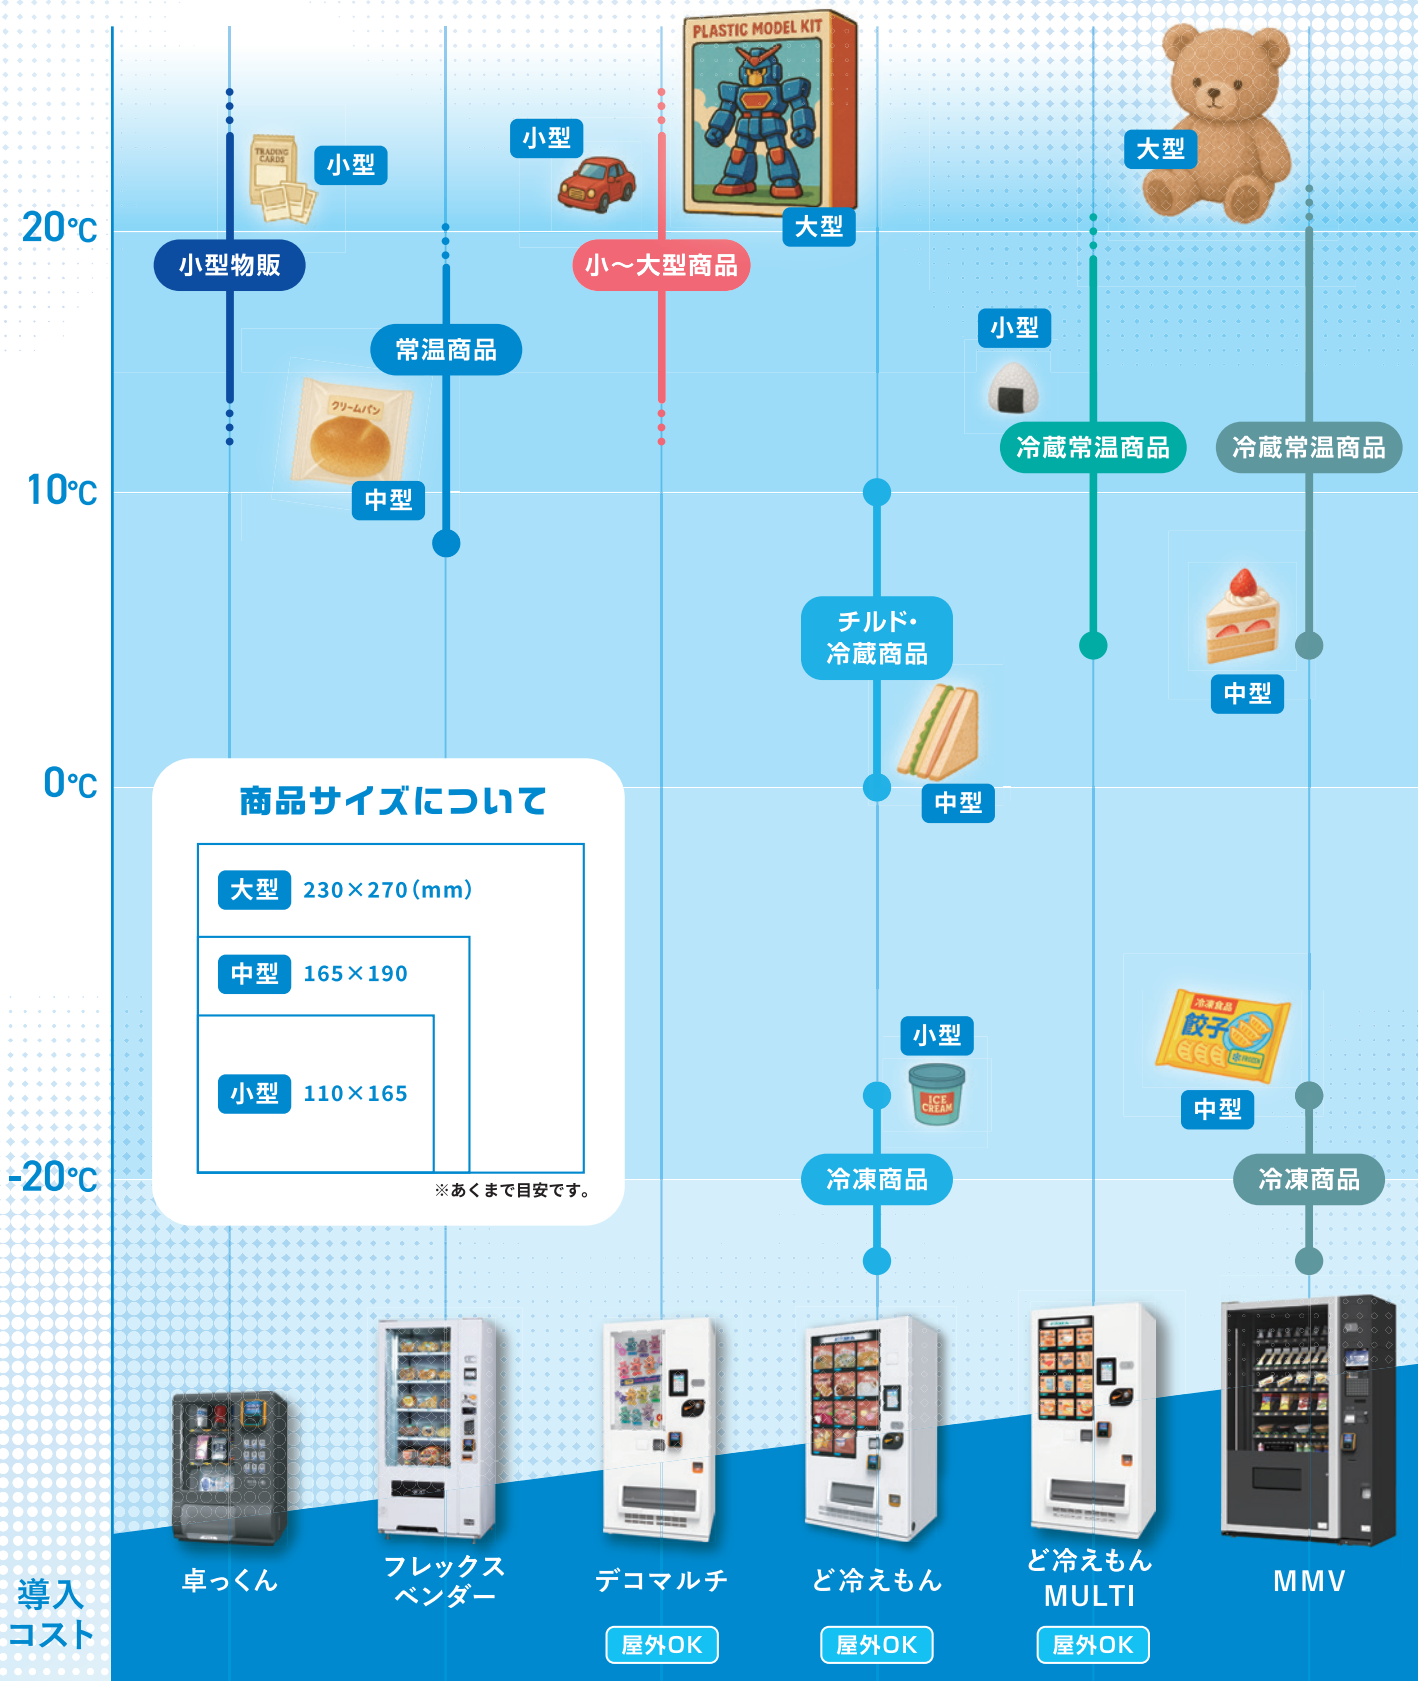 PLASTIC MODEL KIT
TRADING
CARDS
小型
小型
大型
大型
20℃
小型物販
小～大型商品
小型
常温商品
クリームパン
中型
冷蔵常温商品
冷蔵常温商品
10℃
チルド・
冷蔵商品
中型
中型
0℃
商品サイズについて
大型 230×270(mm)
中型 165×190
小型 110×165
※あくまで目安です。
小型
ICE
CREAM
冷凍食品
餃子
FROZEN
中型
-20℃
冷凍商品
冷凍商品
導入
コスト
卓っくん
フレックス
ベンダー
デコマルチ
屋外OK
ど冷えもん
屋外OK
ど冷えもん
MULTI
屋外OK
MMV